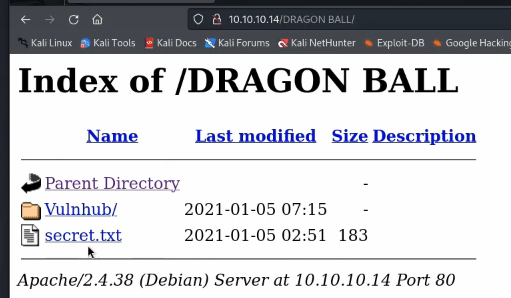 10.10.10.14/DRAGON BALL/
Kali Linux Kali Tools Kali Docs Kali Forums Kali NetHunter Exploit-DB Google Hacking
Index of /DRAGON BALL
Name Last modified Size Description
Parent Directory -
Vulnhub/ 2021-01-05 07:15 -
secret.txt 2021-01-05 02:51 183
Apache/2.4.38 (Debian) Server at 10.10.10.14 Port 80